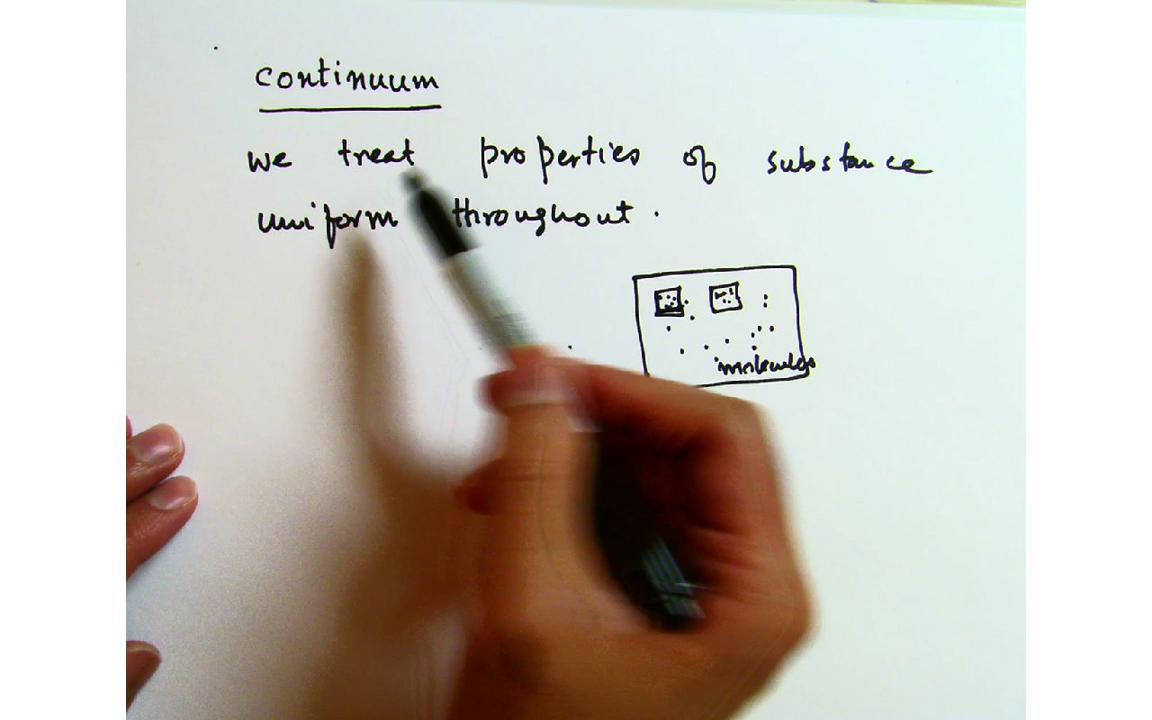 continuum
we treat properties of substance
uniform throughout.
molecules